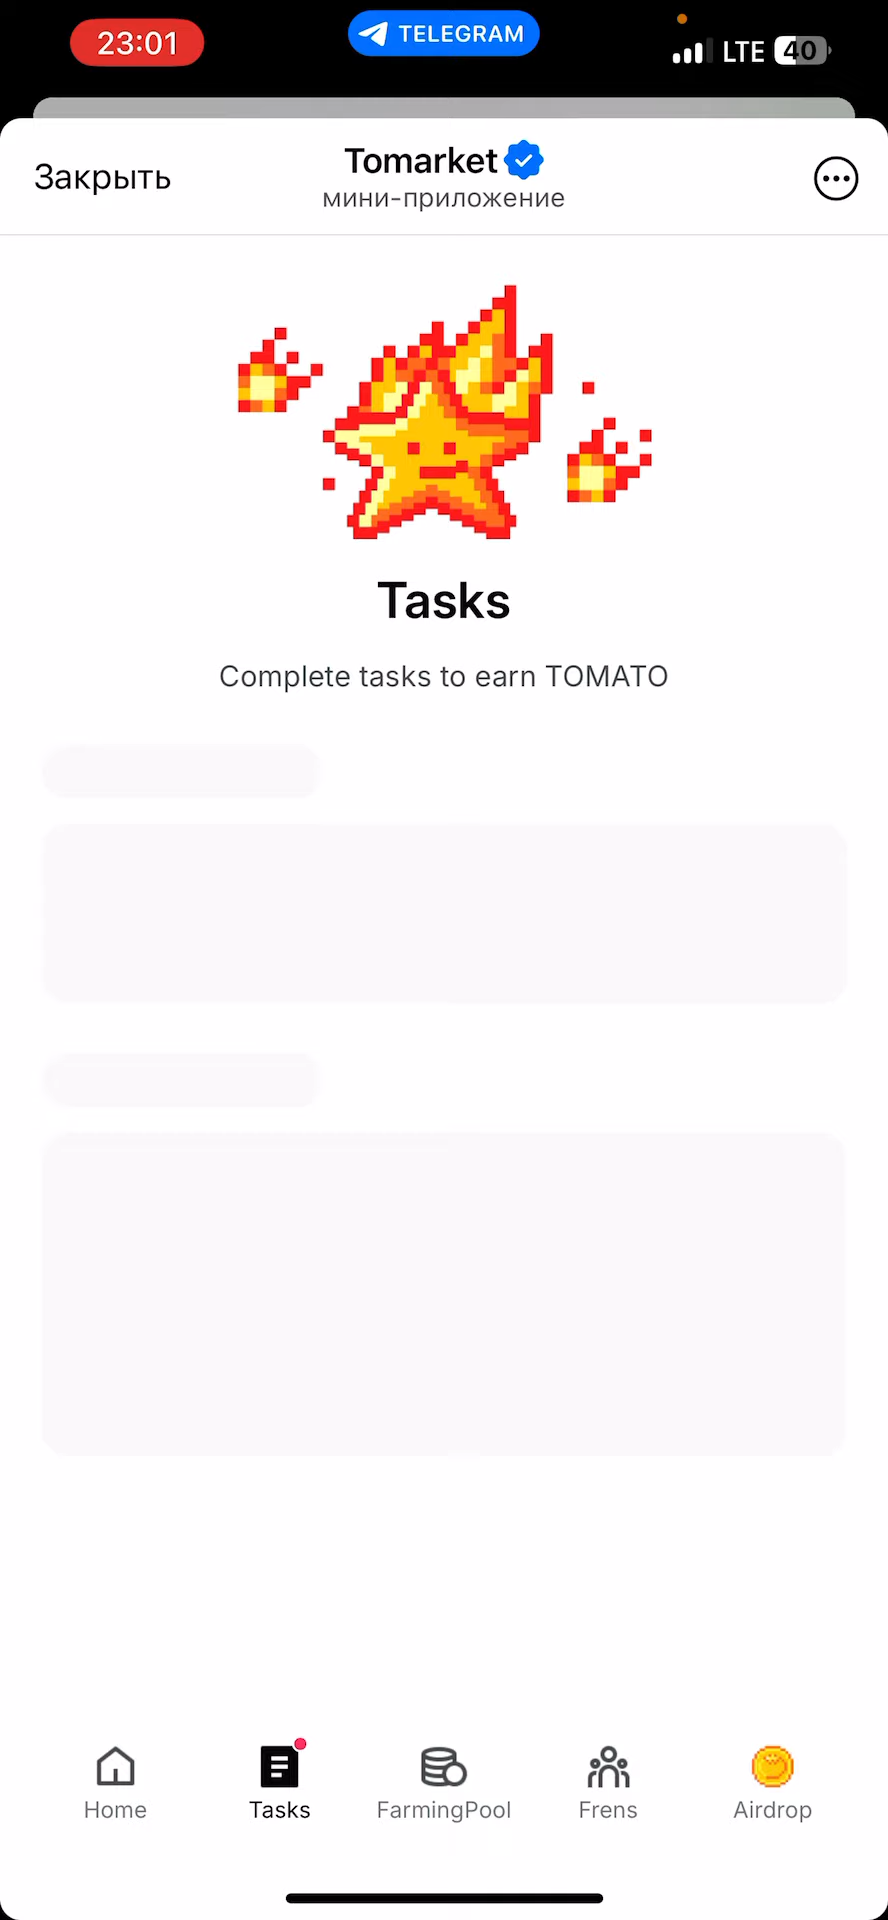 23:01
TELEGRAM
LTE
40
Закрыть
Tomarket
мини-приложение
Tasks
Complete tasks to earn TOMATO
Home
Tasks
FarmingPool
Frens
Airdrop